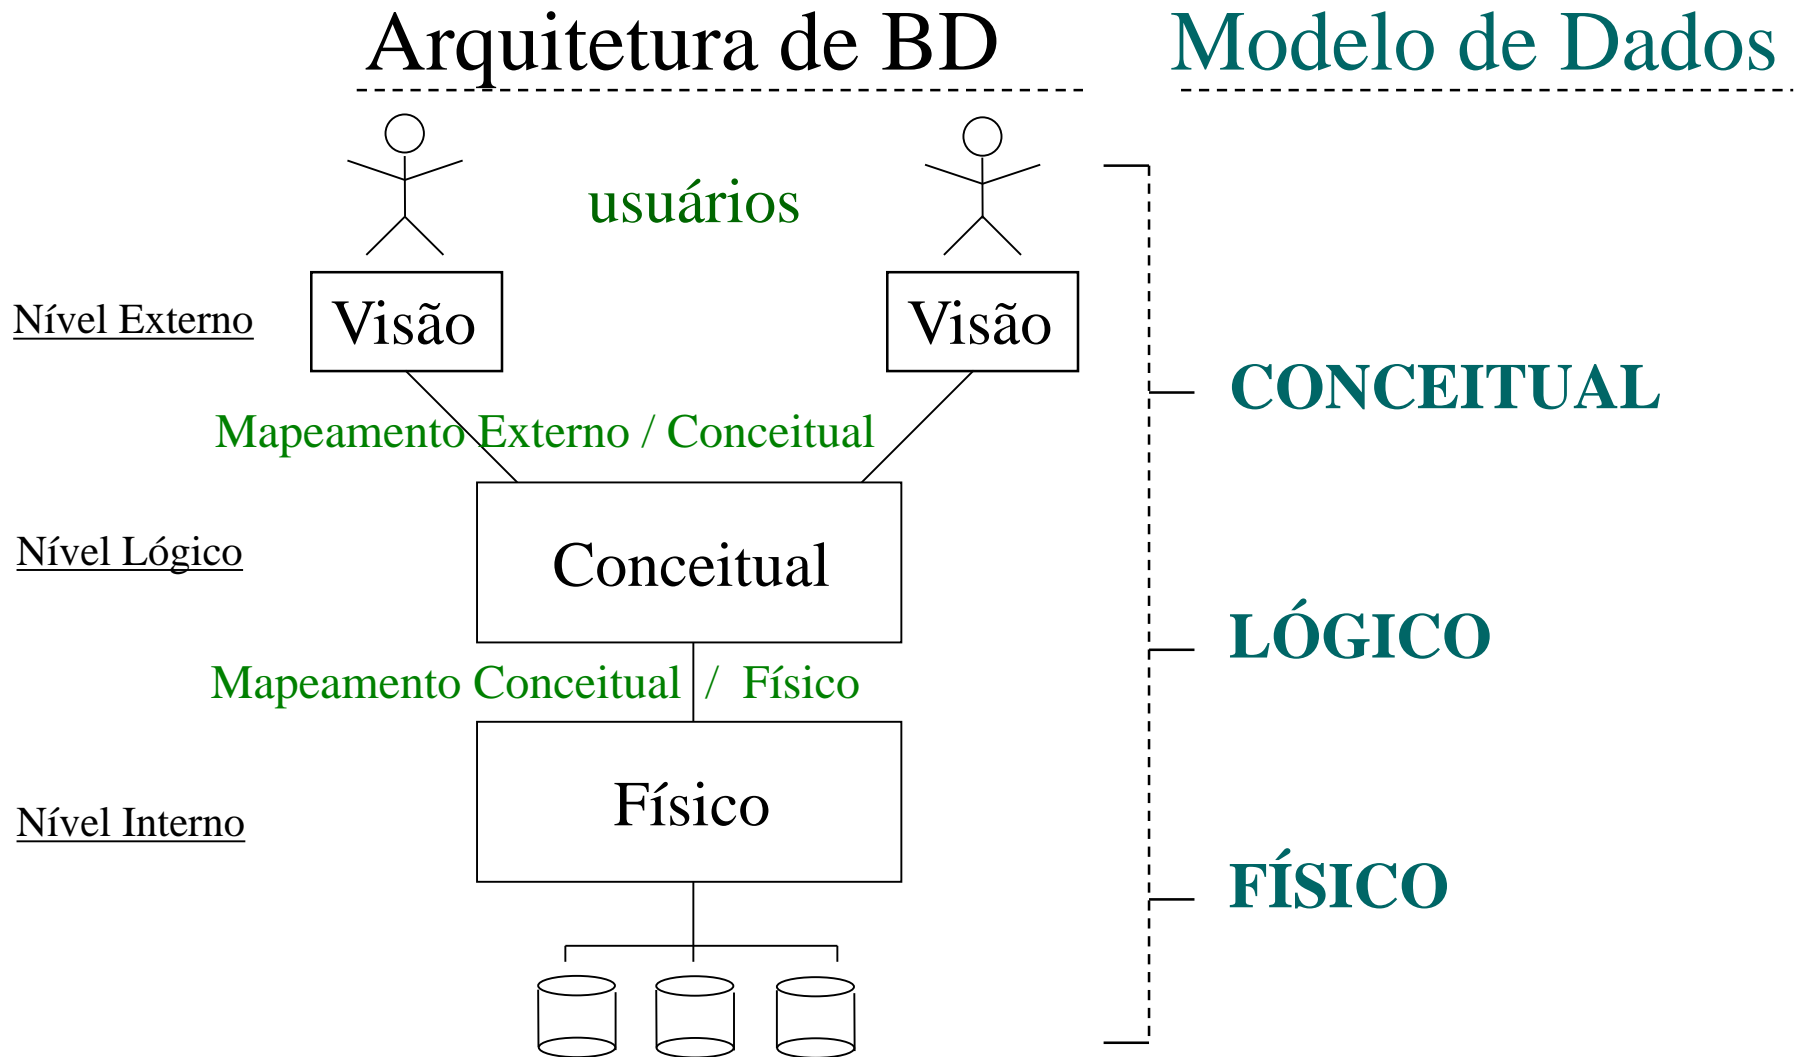 Arquitetura de BD
Modelo de Dados
usuários
Nível Externo
Visão
Visão
CONCEITUAL
Mapeamento Externo / Conceitual
Nível Lógico
Conceitual
LÓGICO
Mapeamento Conceitual / Físico
Nível Interno
Físico
FÍSICO